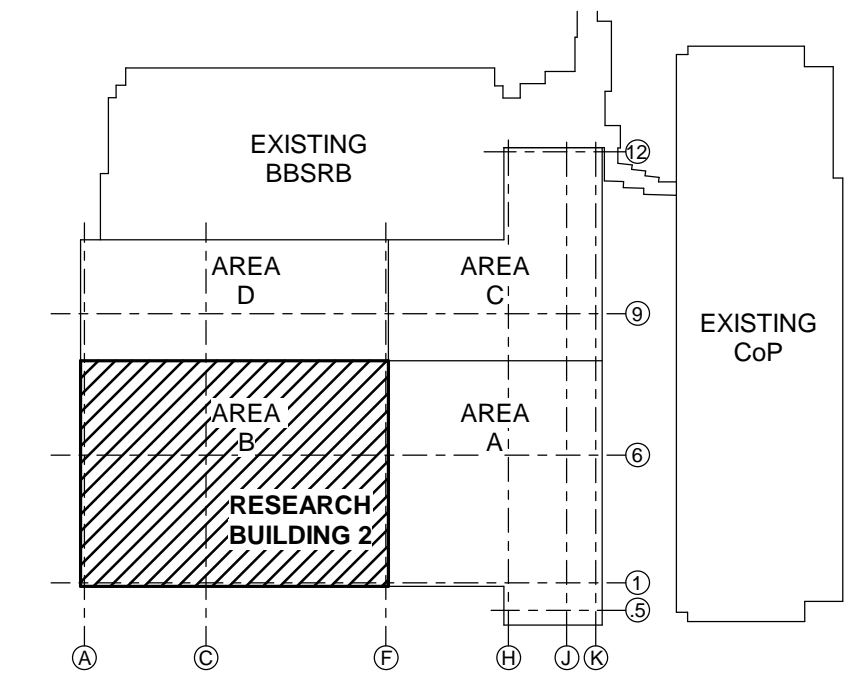 EXISTING
BBSRB
12
AREA
D
AREA
C
9
EXISTING
CoP
AREA
B
AREA
A
6
RESEARCH
BUILDING 2
1
.5
A
C
F
H
J
K